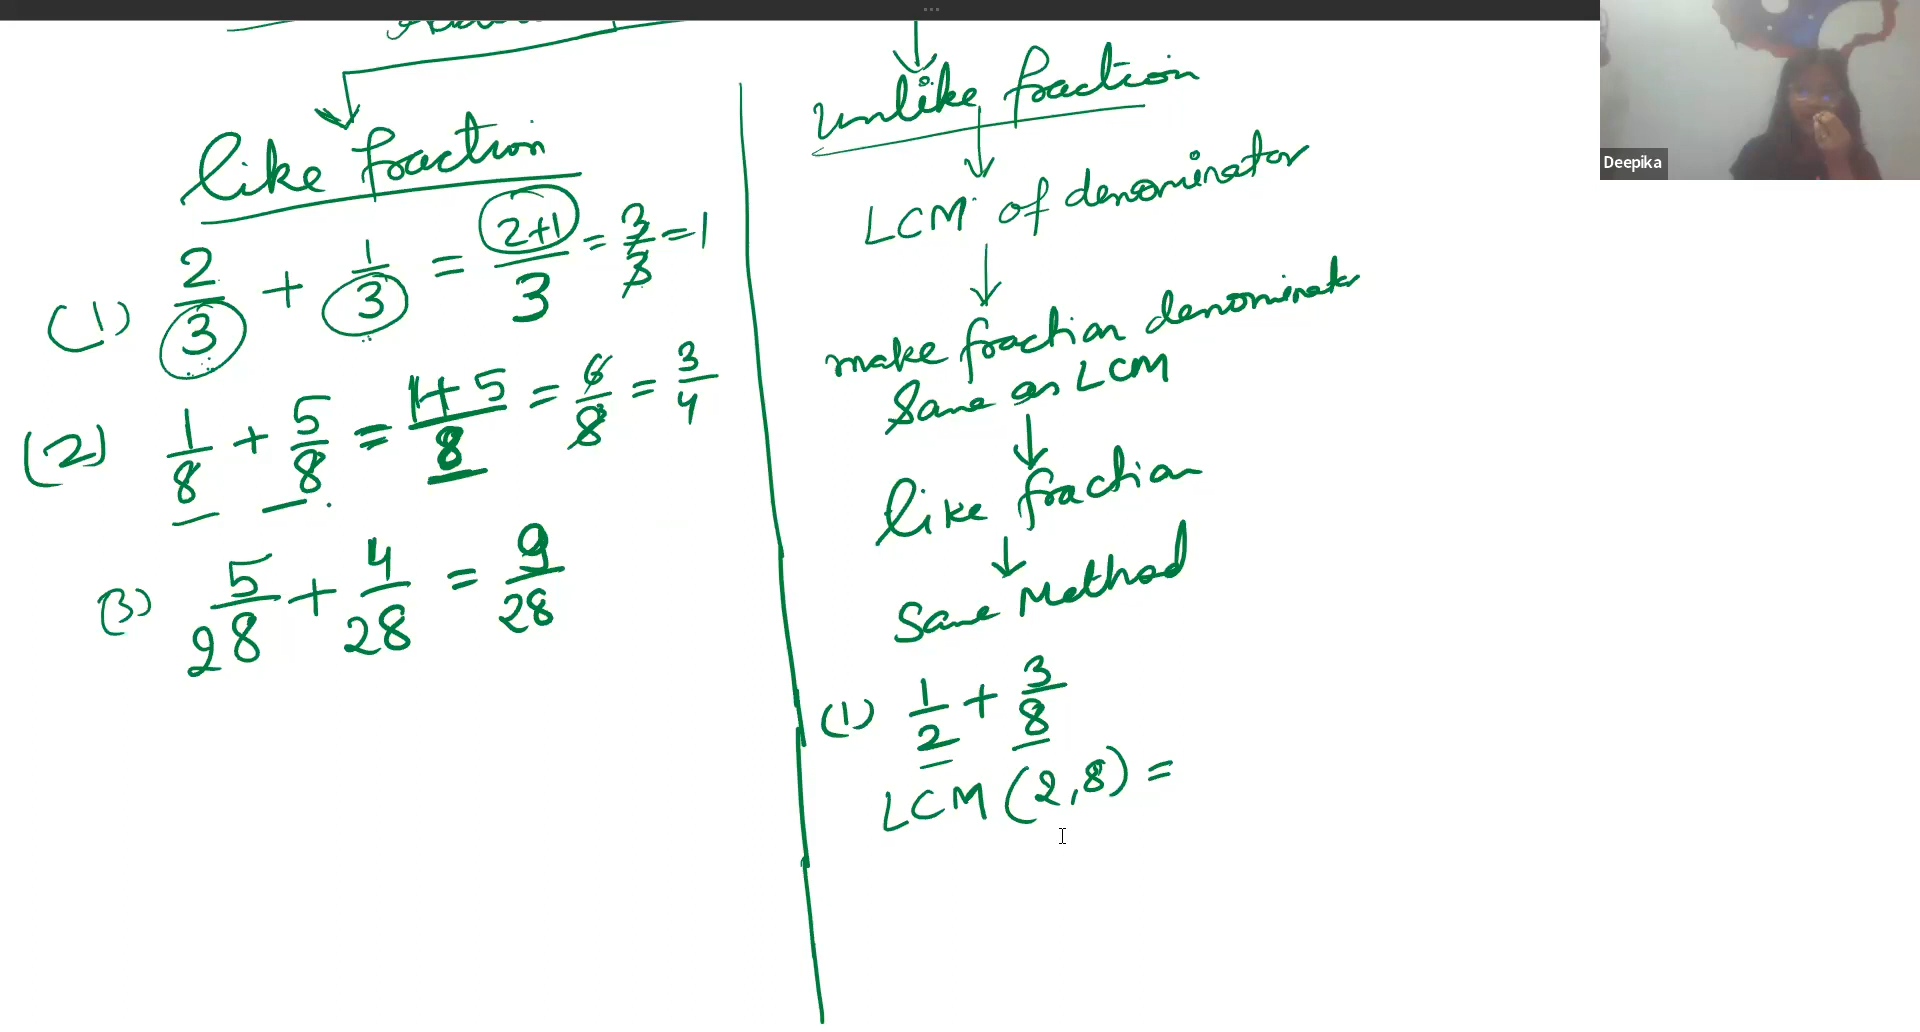 like fraction
(1) 2/3 + 1/3 = 2+1/3 = 3/3 = 1
(2) 1/8 + 5/8 = 1+5/8 = 6/8 = 3/4
(3) 5/28 + 4/28 = 9/28
unlike fraction
LCM of denominator
make fraction denominator
Same as LCM
like fraction
Same Method
(1) 1/2 + 3/8
LCM (2,8) =
Deepika